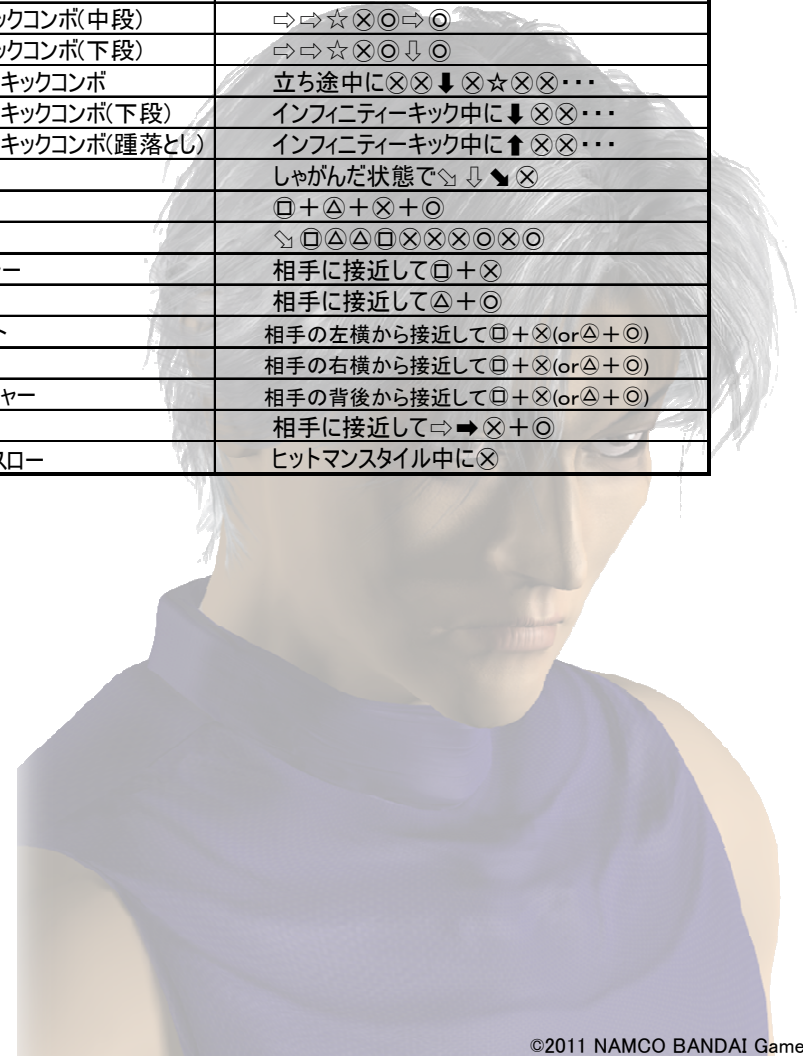 ックコンボ(中段) ⇨⇨☆⊗◎⇨◎
ックコンボ(下段) ⇨⇨☆⊗◎⇩◎
キックコンボ 立ち途中に⊗⊗⬇⊗☆⊗⊗・・・
キックコンボ(下段) インフィニティーキック中に⬇⊗⊗・・・
キックコンボ(踵落とし) インフィニティーキック中に⬆⊗⊗・・・
しゃがんだ状態で⬂⇩⬊⊗
□+△+⊗+◎
⬂□△△□⊗⊗⊗◎⊗◎
ー 相手に接近して□+⊗
相手に接近して△+◎
ト 相手の左横から接近して□+⊗(or△+◎)
相手の右横から接近して□+⊗(or△+◎)
ャー 相手の背後から接近して□+⊗(or△+◎)
相手に接近して⇨➡⊗+◎
スロー ヒットマンスタイル中に⊗
©2011 NAMCO BANDAI Game